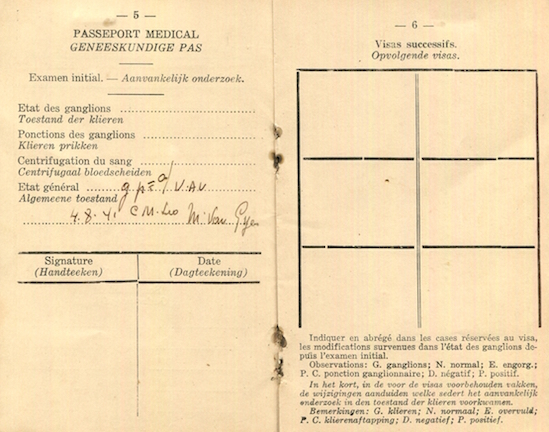 — 5 —
PASSEPORT MEDICAL
GENEESKUNDIGE PAS
Examen initial. — Aanvankelijk onderzoek.
Etat des ganglions
Toestand der klieren
Ponctions des ganglions
Klieren prikken
Centrifugation du sang
Centrifugaal bloedscheiden
Etat général V.AV
Algemene toestand
4.8.41 M. Van
Signature
(Handteeken)
Date
(Dagteekening)
— 6 —
Visas successifs.
Opvolgende visas.
Indiquer en abrégé dans les cases réservées au visa,
les modifications survenues dans l'état des ganglions de-
puis l'examen initial.
Observations: G. ganglions; N. normal; E. engorg.;
P. C. ponction ganglionnaire; D. négatif; P. positif.
In het kort, in de voor de visas voorbehouden vakken,
de wijzigingen aanduiden welke sedert het aanvankelijk
onderzoek in den toestand der klieren voorkwamen.
Bemerkingen: G. klieren; N. normaal; E. overvuld;
P. C. klierenaftapping; D. negatief; P. positief.